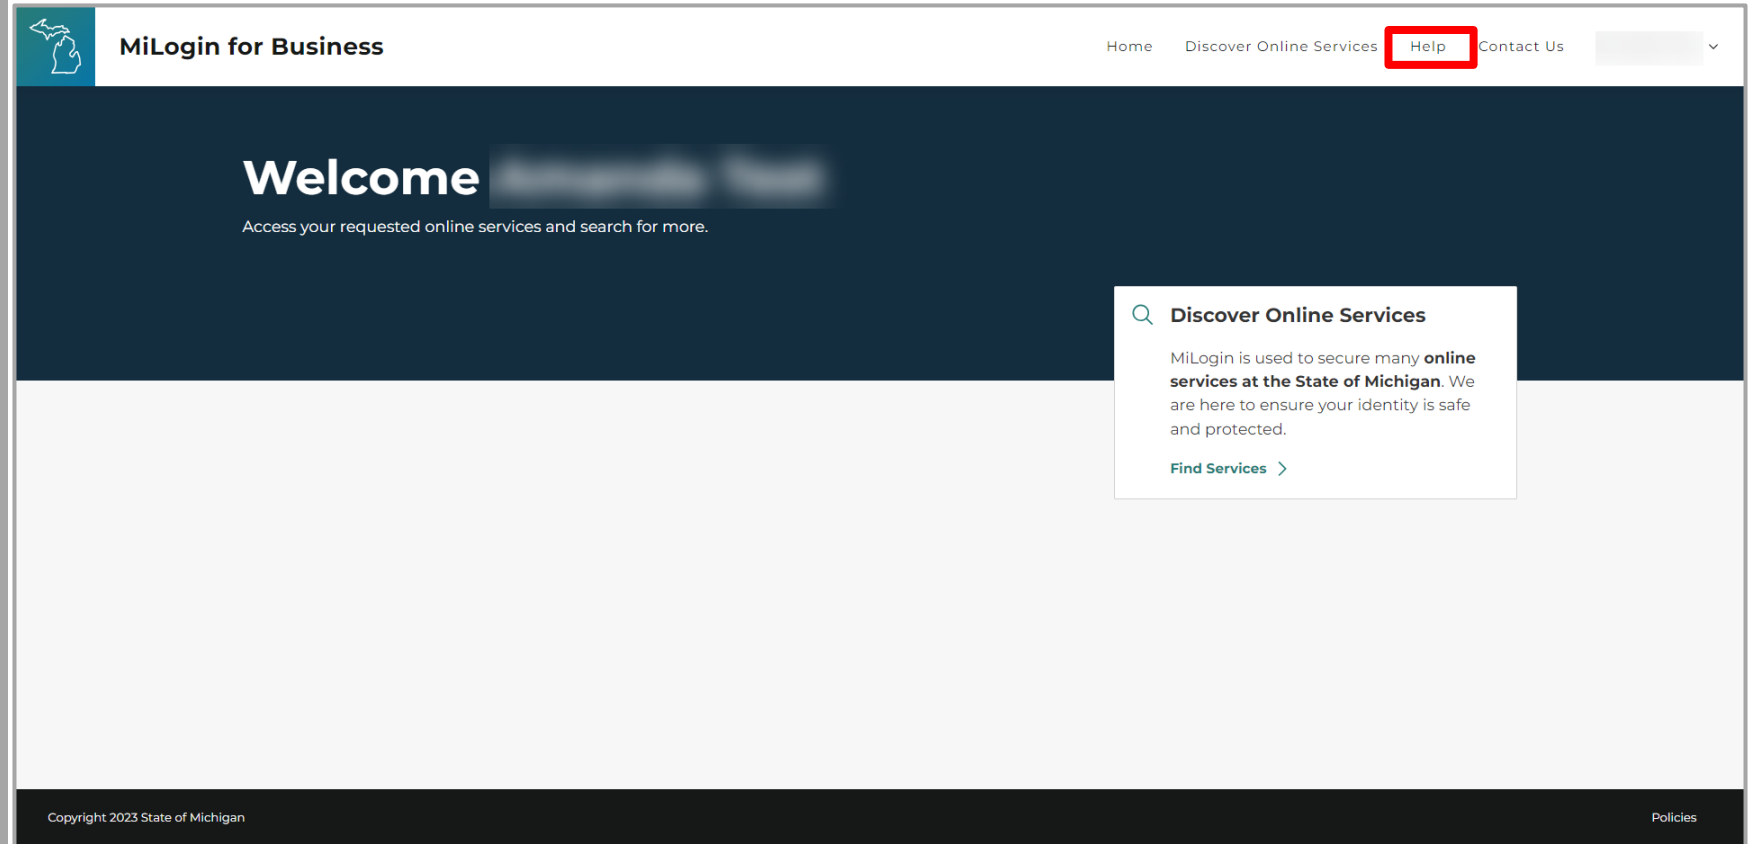 MiLogin for Business
Home Discover Online Services Help Contact Us
Welcome
Access your requested online services and search for more.
Discover Online Services
MiLogin is used to secure many online
services at the State of Michigan. We
are here to ensure your identity is safe
and protected.
Find Services
Copyright 2023 State of Michigan
Policies